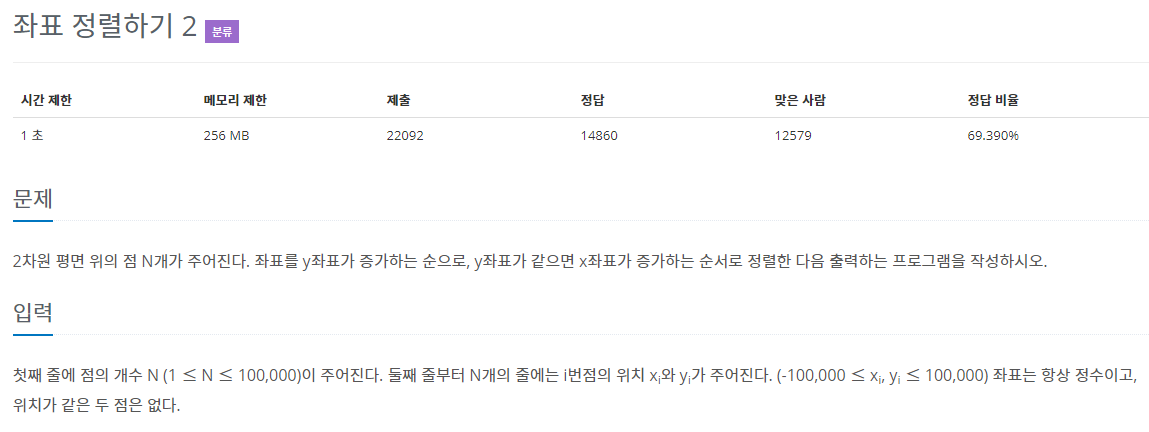 좌표 정렬하기 2 분류
시간 제한 메모리 제한 제출 정답 맞은 사람 정답 비율
1 초 256 MB 22092 14860 12579 69.390%
문제
2차원 평면 위의 점 N개가 주어진다. 좌표를 y좌표가 증가하는 순으로, y좌표가 같으면 x좌표가 증가하는 순서로 정렬한 다음 출력하는 프로그램을 작성하시오.
입력
첫째 줄에 점의 개수 N (1 ≤ N ≤ 100,000)이 주어진다. 둘째 줄부터 N개의 줄에는 i번점의 위치 xi와 yi가 주어진다. (-100,000 ≤ xi, yi ≤ 100,000) 좌표는 항상 정수이고,
위치가 같은 두 점은 없다.